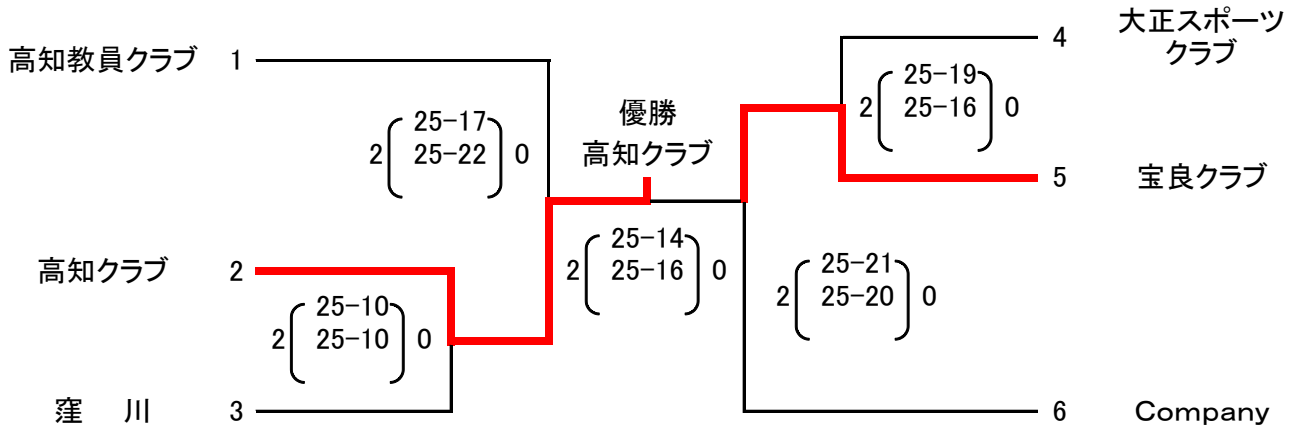 高知教員クラブ 1
25-17
2 25-22 0
高知クラブ 2
25-10
2 25-10 0
窪 川 3
優勝
高知クラブ
25-14
2 25-16 0
4 大正スポーツ
クラブ
25-19
2 25-16 0
5 宝良クラブ
25-21
2 25-20 0
6 Company